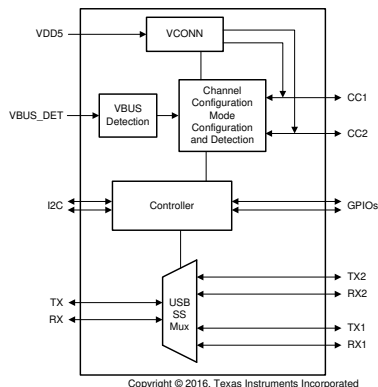 VDD5
VCONN
Channel
Configuration
Mode
Configuration
and Detection
CC1
VBUS_DET
VBUS
Detection
CC2
I2C
Controller
GPIOs
TX2
RX2
TX
RX
USB
SS
Mux
TX1
RX1
Copyright © 2016, Texas Instruments Incorporated